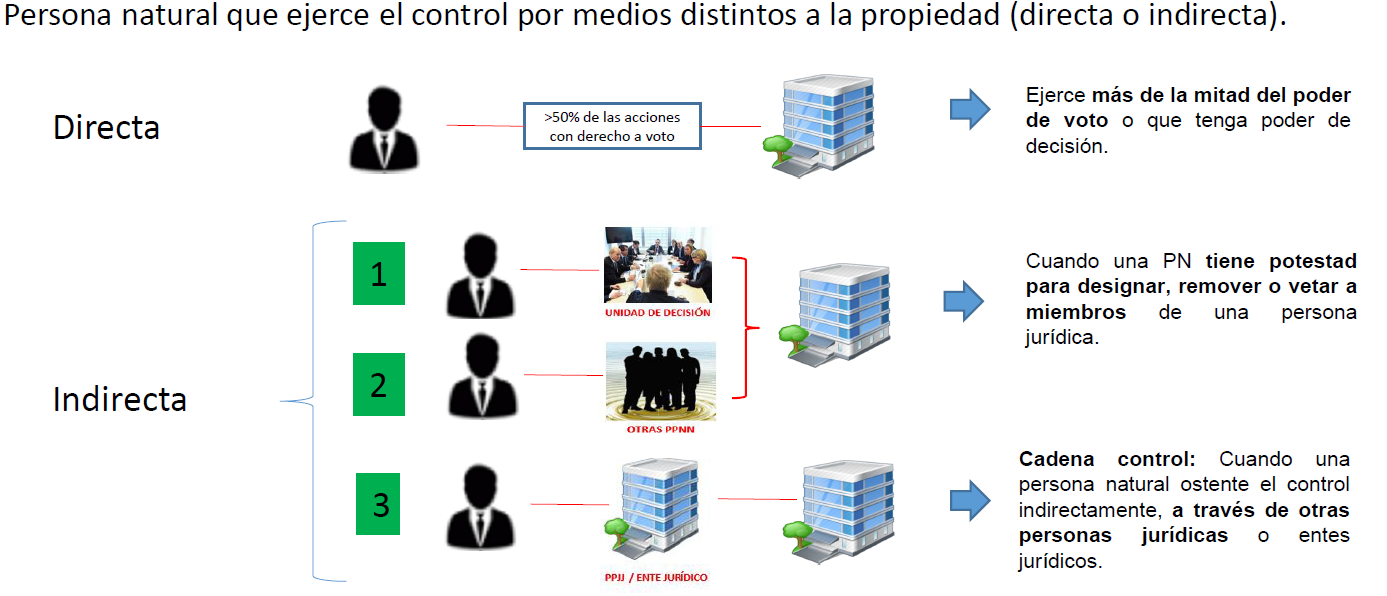 Persona natural que ejerce el control por medios distintos a la propiedad (directa o indirecta).
Directa
>50% de las acciones
con derecho a voto
Ejerce más de la mitad del poder
de voto o que tenga poder de
decisión.
Indirecta
1
UNIDAD DE DECISIÓN
2
OTRAS PPNN
Cuando una PN tiene potestad
para designar, remover o vetar a
miembros de una persona
jurídica.
3
PPJJ / ENTE JURÍDICO
Cadena control: Cuando una
persona natural ostente el control
indirectamente, a través de otras
personas jurídicas o entes
jurídicos.